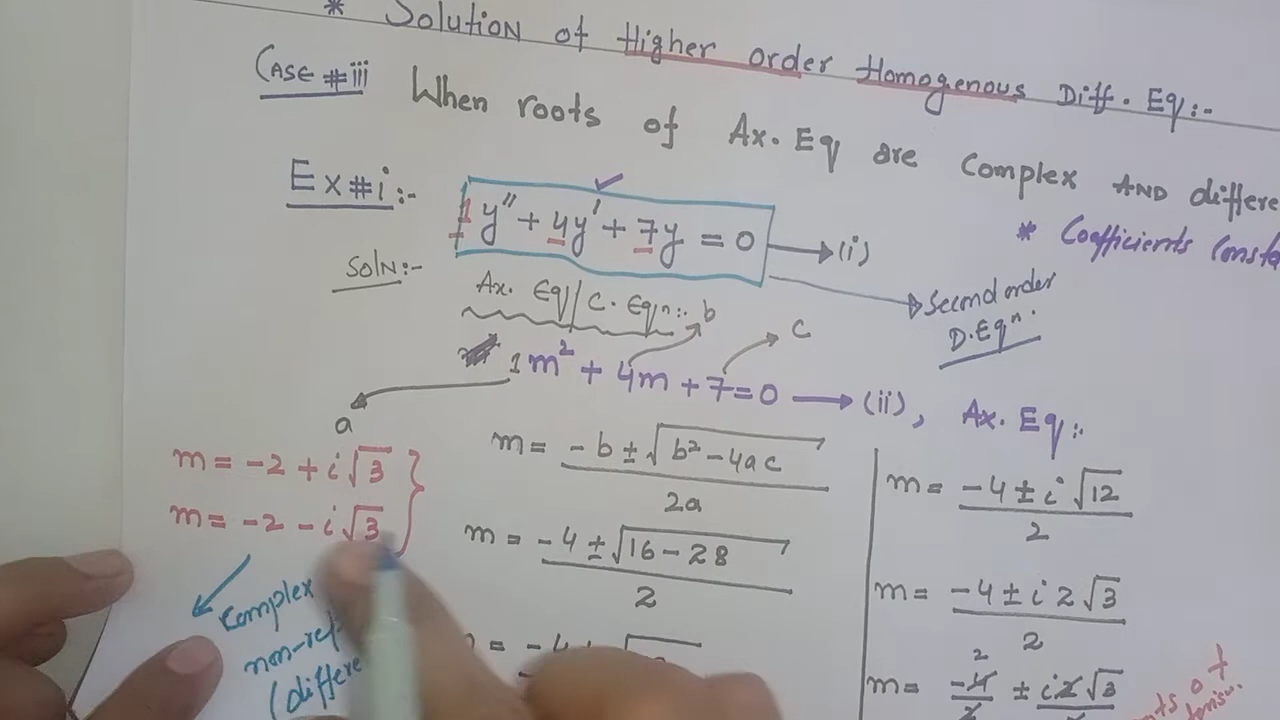 * Solution of Higher Order Homogenous Diff. Eq:-
Case #iii When roots of Ax. Eq are Complex AND
* Coefficients
Ex#i:- 1y'' + 4y' + 7y = 0 → (i)
Soln:-
Second order
D. Eqⁿ.
Ax. Eq/C. Eqⁿ:-
b
c
1m² + 4m + 7 = 0 → (ii), Ax. Eq:-
a
m = -2 + i√3
m = -2 - i√3
Complex
m = -b ± √b² - 4ac / 2a
m = -4 ± √16 - 28 / 2
m = -4 ± i√12 / 2
m = -4 ± i2√3 / 2